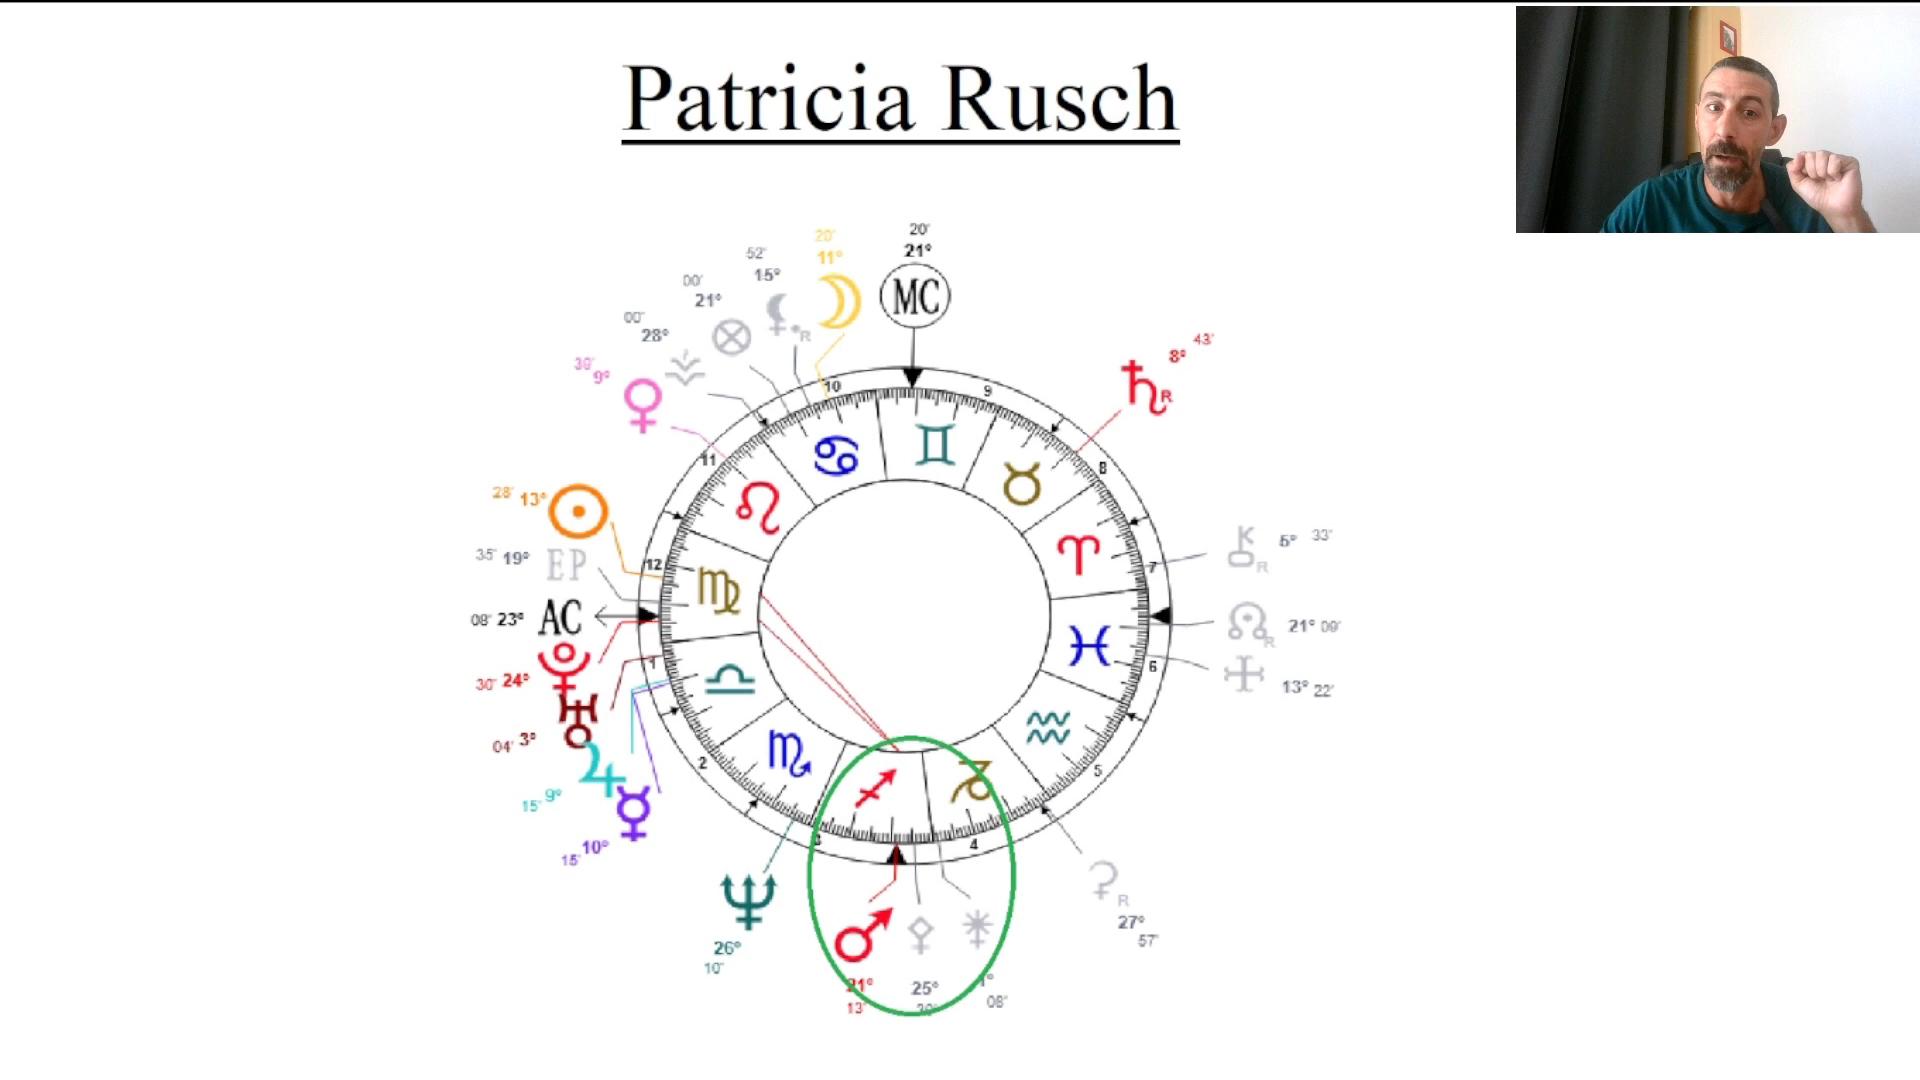 Patricia Rusch
20' 21° MC
20' 11°
52' 15° R
00' 21°
00' 28°
9°
28' 13°
35' 19° EP
08' 23° AC
30' 24°
04' 3°
15' 9°
15' 10°
26° 10'
21° 13'
25°
1° 08'
R 27° 57'
13° 22'
R 21° 09'
R 5° 33'
R 8° 43'
10
9
8
7
6
5
4
3
2
1
12
11